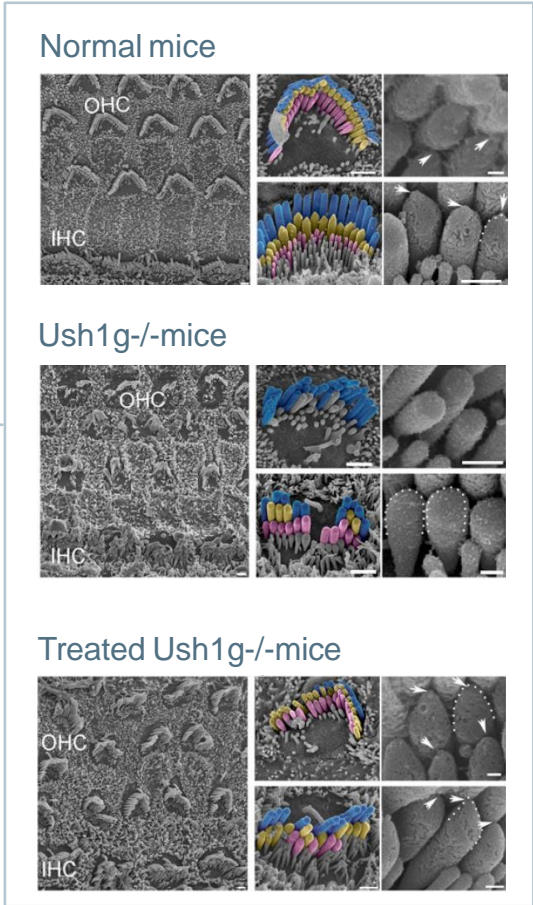 Normal mice
OHC
IHC
Ush1g-/-mice
OHC
IHC
Treated Ush1g-/-mice
OHC
IHC